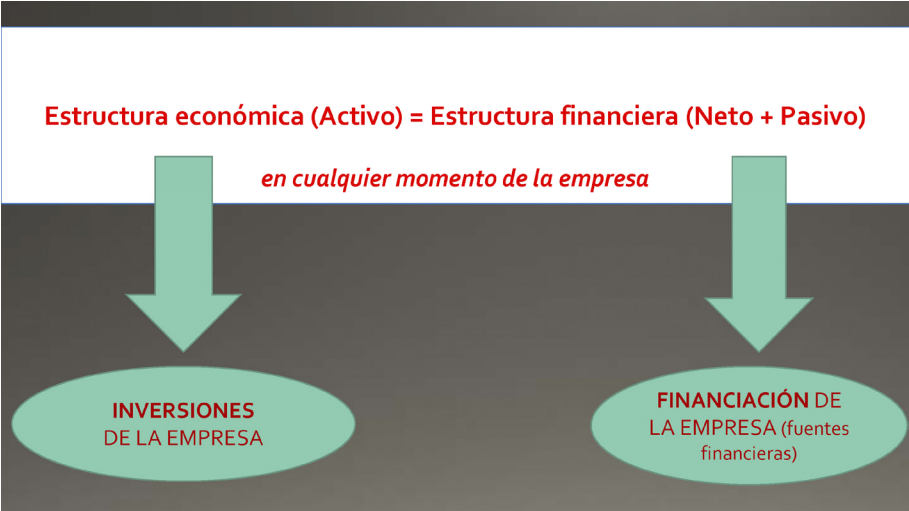 Estructura económica (Activo) = Estructura financiera (Neto + Pasivo)
en cualquier momento de la empresa
INVERSIONES
DE LA EMPRESA
FINANCIACIÓN DE
LA EMPRESA (fuentes
financieras)